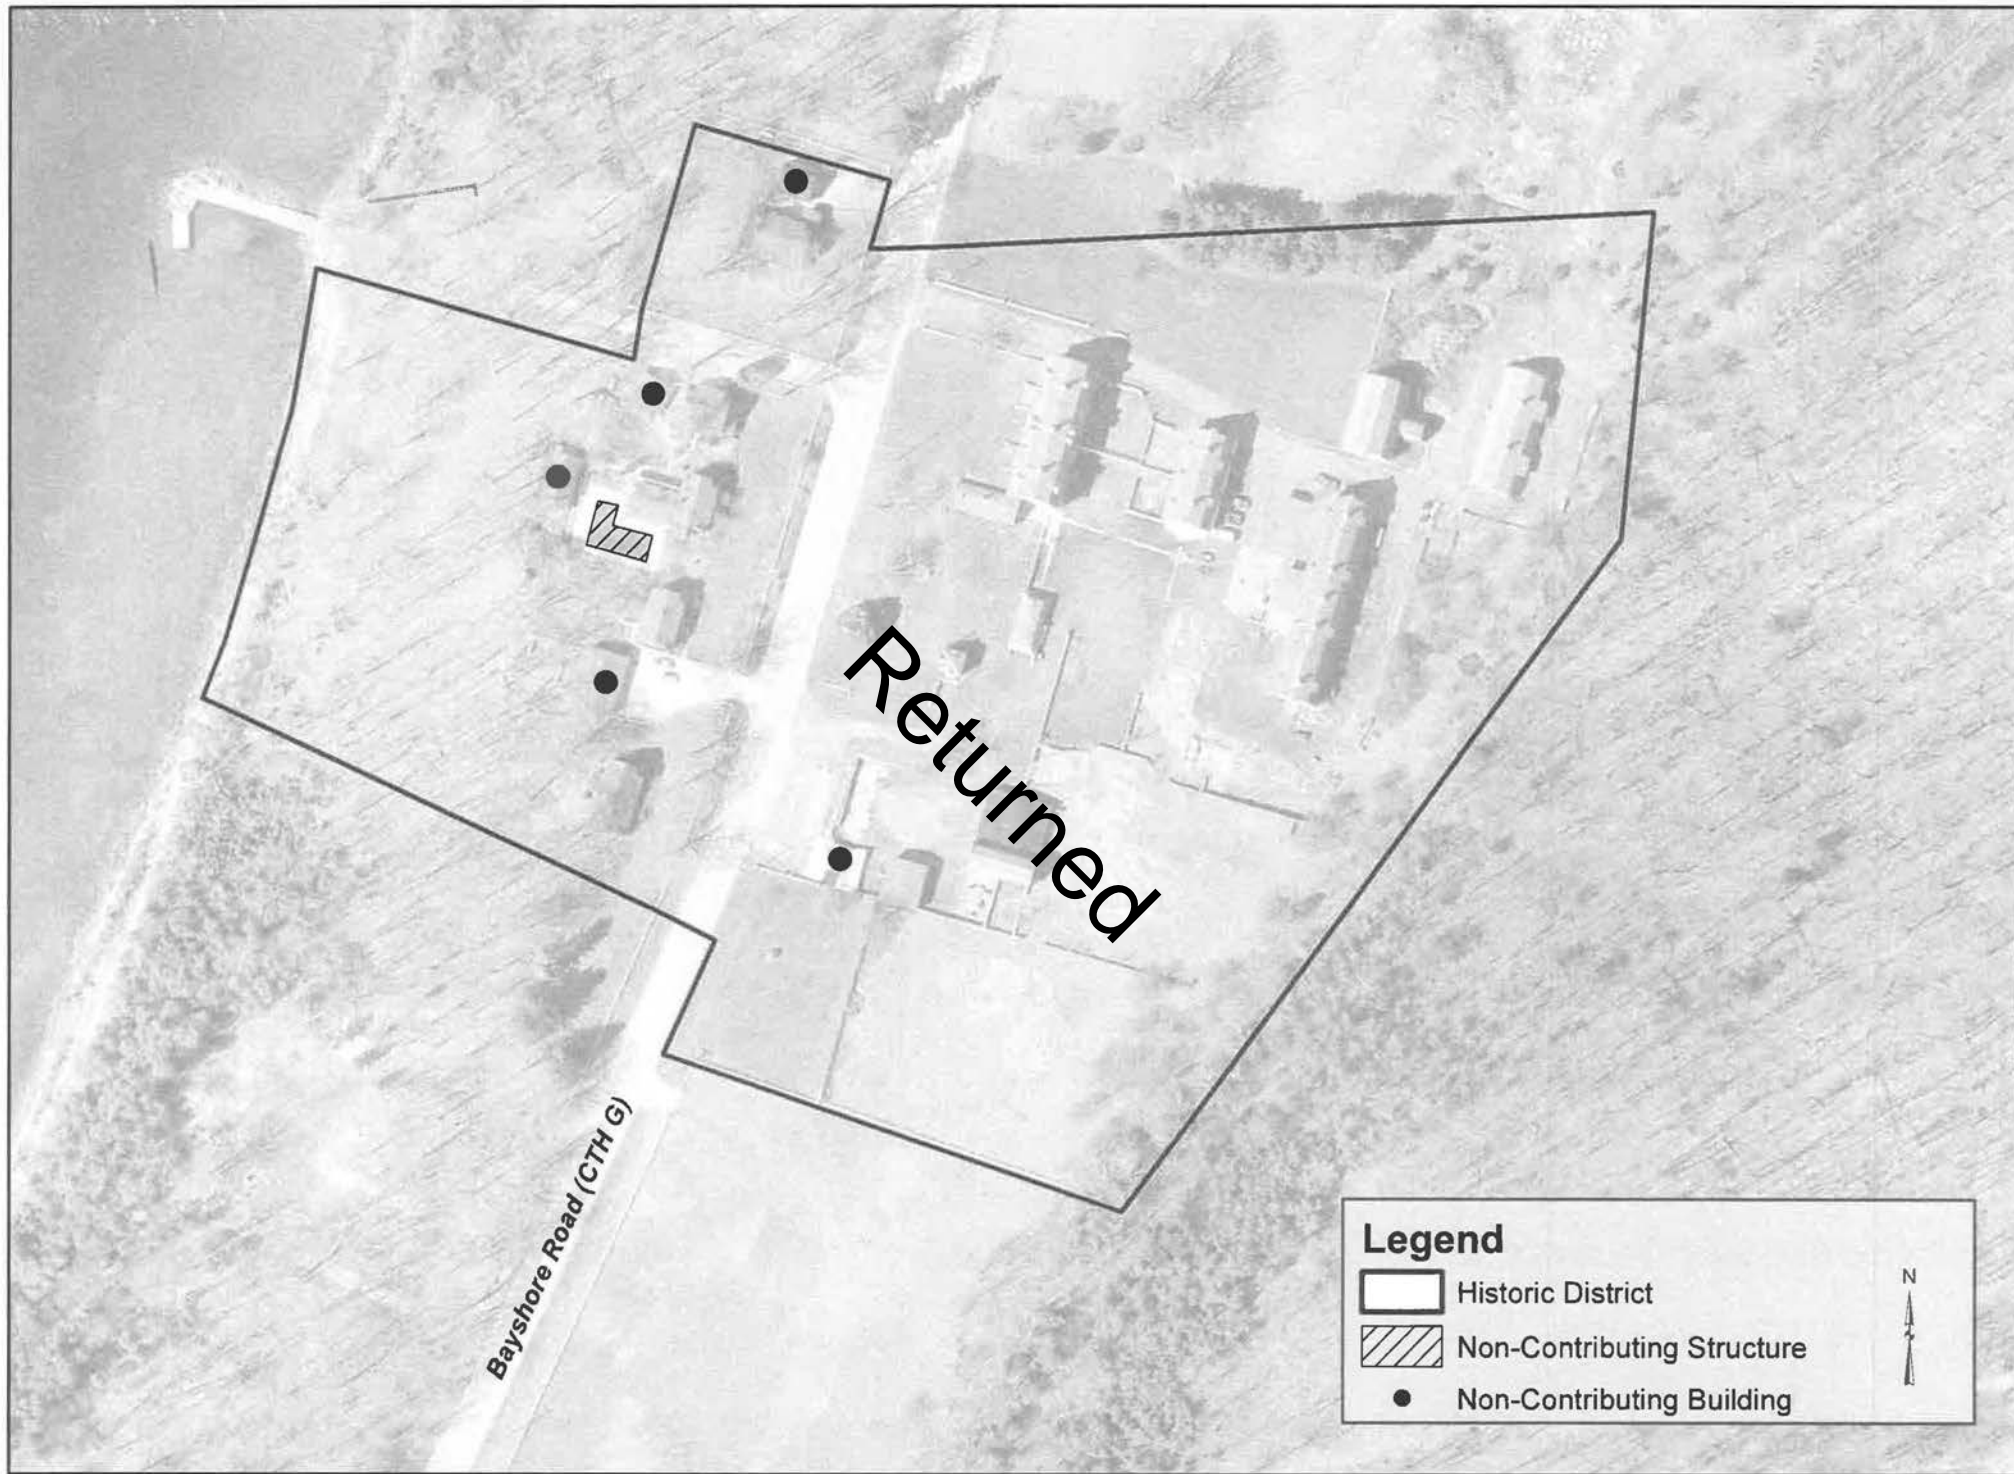 Returned
Bayshore Road (CTH G)
Legend
Historic District
Non-Contributing Structure
Non-Contributing Building
N